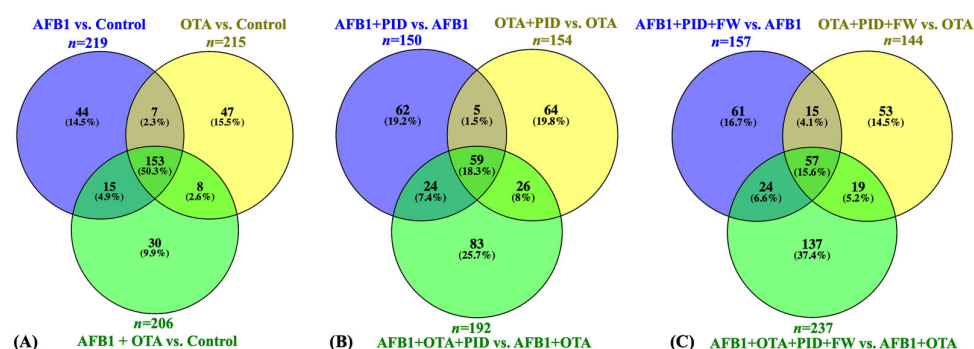 AFB1 vs. Control
n=219
OTA vs. Control
n=215
44
(14.5%)
7
(2.3%)
47
(15.5%)
153
(50.3%)
15
(4.9%)
8
(2.6%)
30
(9.9%)
n=206
(A)
AFB1 + OTA vs. Control
AFB1+PID vs. AFB1
n=150
OTA+PID vs. OTA
n=154
62
(19.2%)
5
(1.5%)
64
(19.8%)
59
(18.3%)
24
(7.4%)
26
(8%)
83
(25.7%)
n=192
(B)
AFB1+OTA+PID vs. AFB1+OTA
AFB1+PID+FW vs. AFB1
n=157
OTA+PID+FW vs. OTA
n=144
61
(16.7%)
15
(4.1%)
53
(14.5%)
57
(15.6%)
24
(6.6%)
19
(5.2%)
137
(37.4%)
n=237
(C)
AFB1+OTA+PID+FW vs. AFB1+OTA